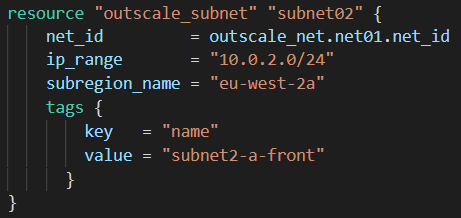 resource "outscale_subnet" "subnet02" {
    net_id          = outscale_net.net01.net_id
    ip_range        = "10.0.2.0/24"
    subregion_name = "eu-west-2a"
    tags {
        key   = "name"
        value = "subnet2-a-front"
      }
}